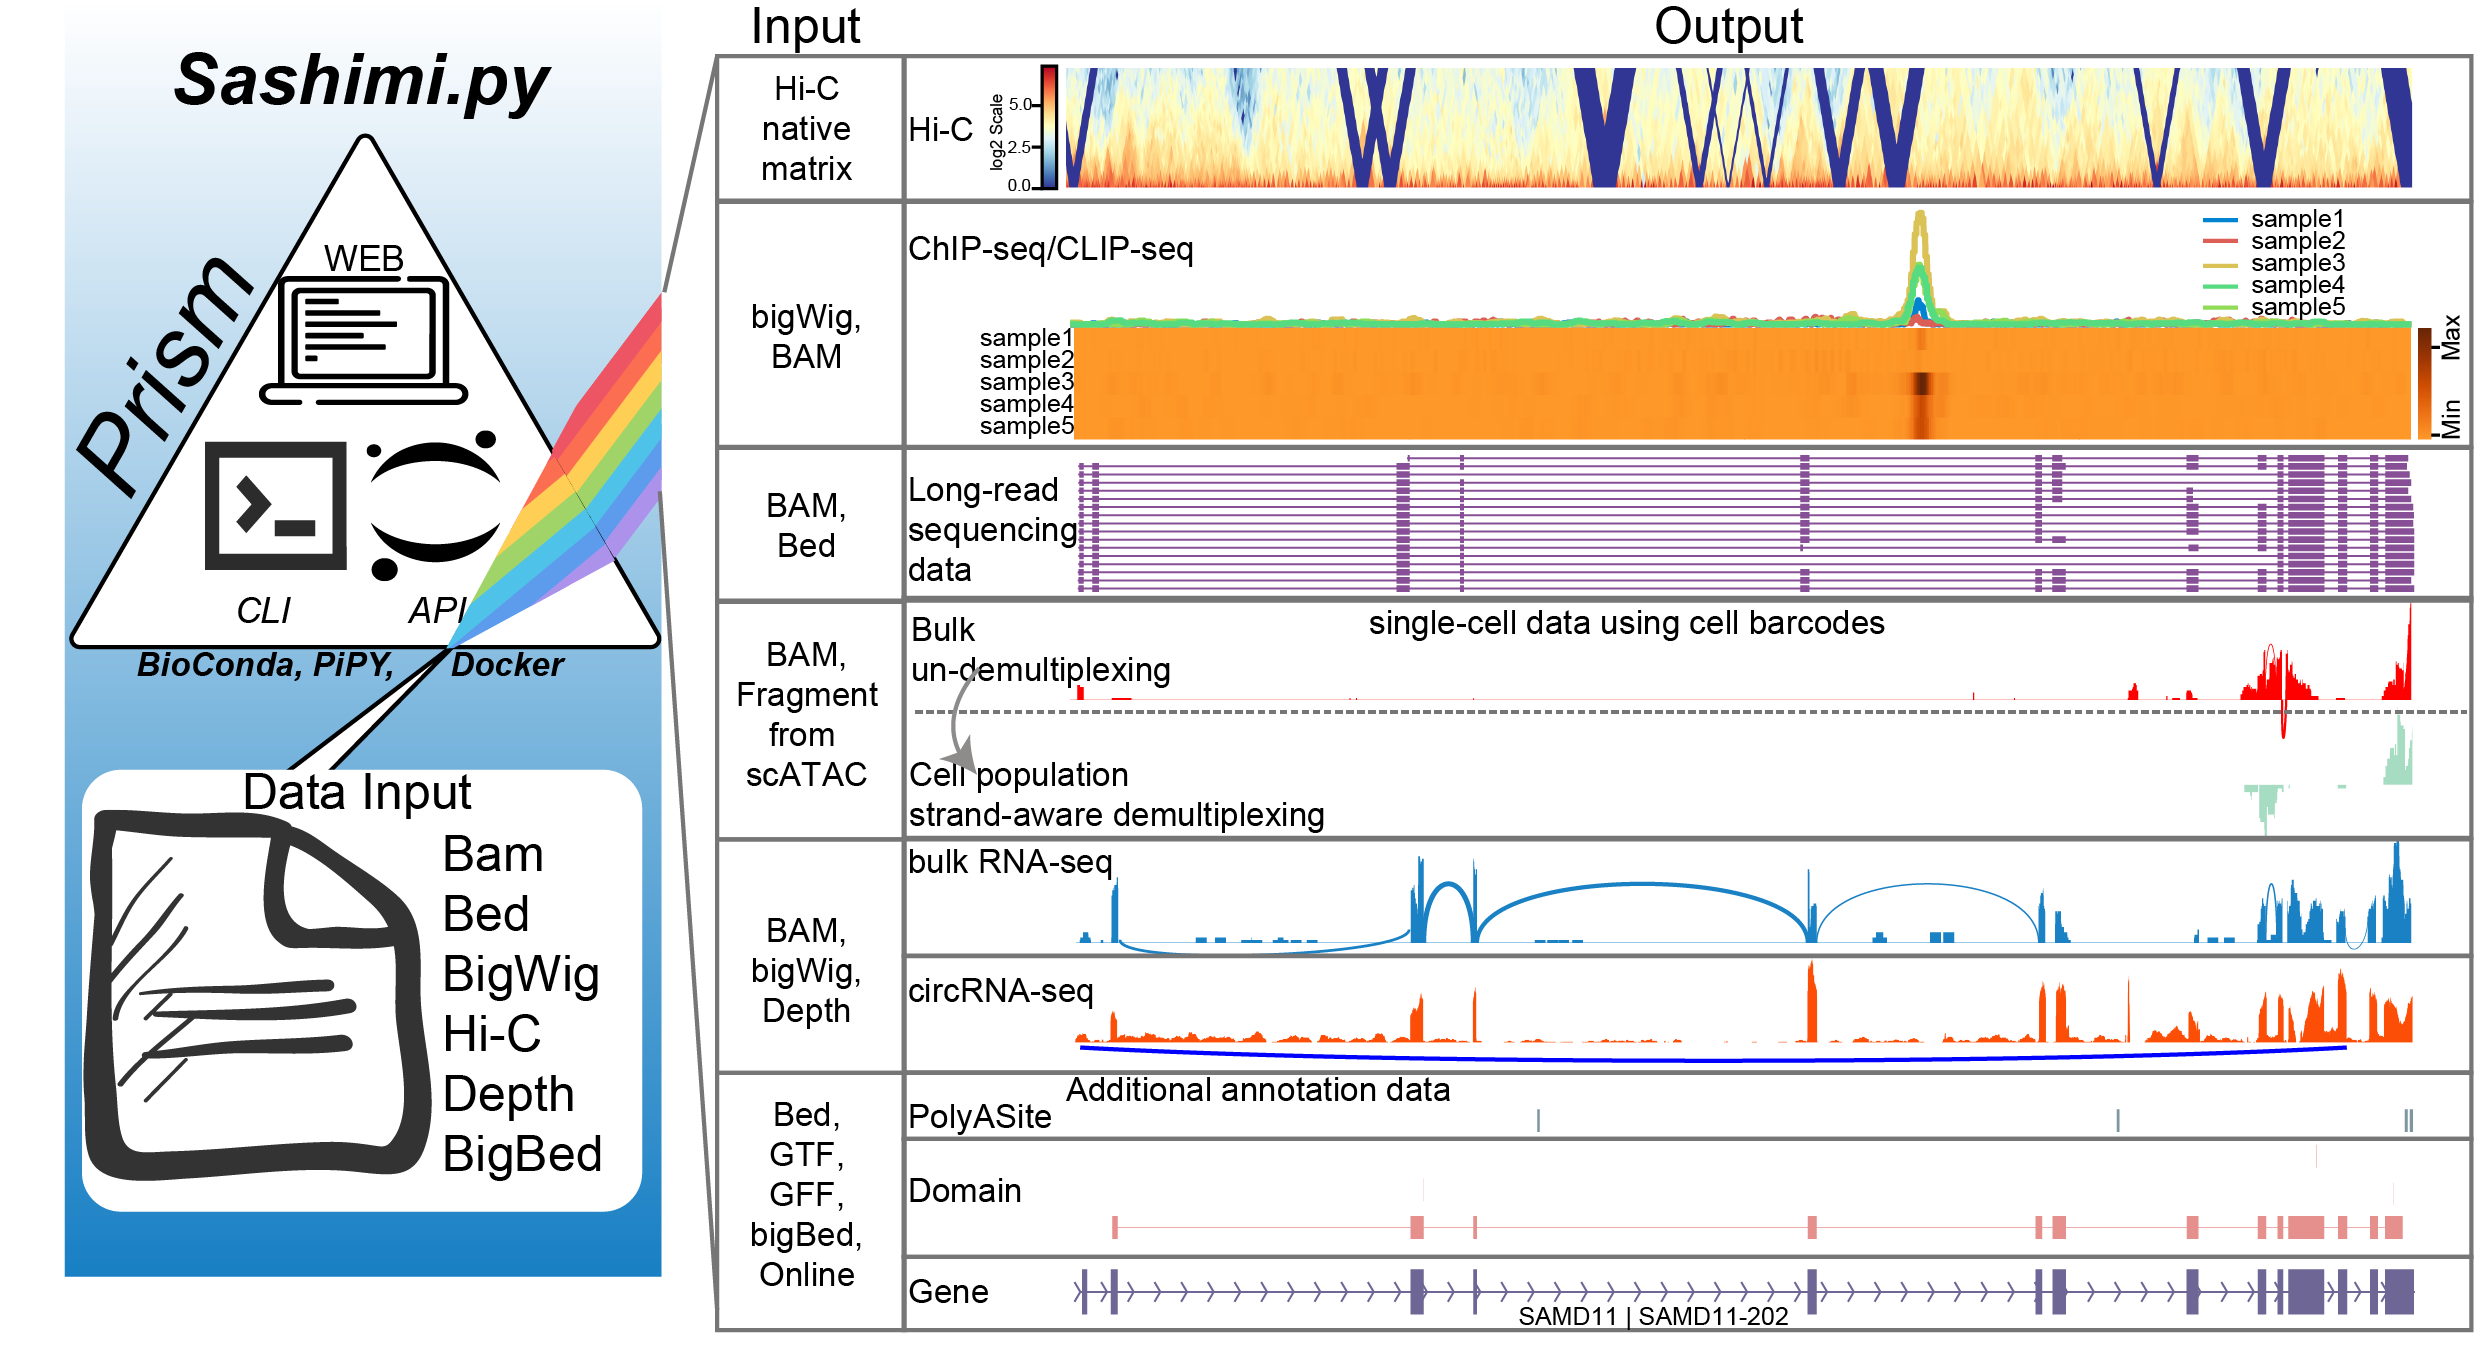 Sashimi.py
Prism
WEB
CLI
API
BioConda, PiPY,
Docker
Data Input
Bam
Bed
BigWig
Hi-C
Depth
BigBed
Input
Output
Hi-C
native
matrix
Hi-C
log2 Scale
5.0
2.5
0.0
bigWig,
BAM
ChIP-seq/CLIP-seq
sample1
sample2
sample3
sample4
sample5
sample1
sample2
sample3
sample4
sample5
Max
Min
BAM,
Bed
Long-read
sequencing
data
BAM,
Fragment
from
scATAC
Bulk
un-demultiplexing
single-cell data using cell barcodes
Cell population
strand-aware demultiplexing
BAM,
bigWig,
Depth
bulk RNA-seq
circRNA-seq
Bed,
GTF,
GFF,
bigBed,
Online
Additional annotation data
PolyASite
Domain
Gene
SAMD11 | SAMD11-202